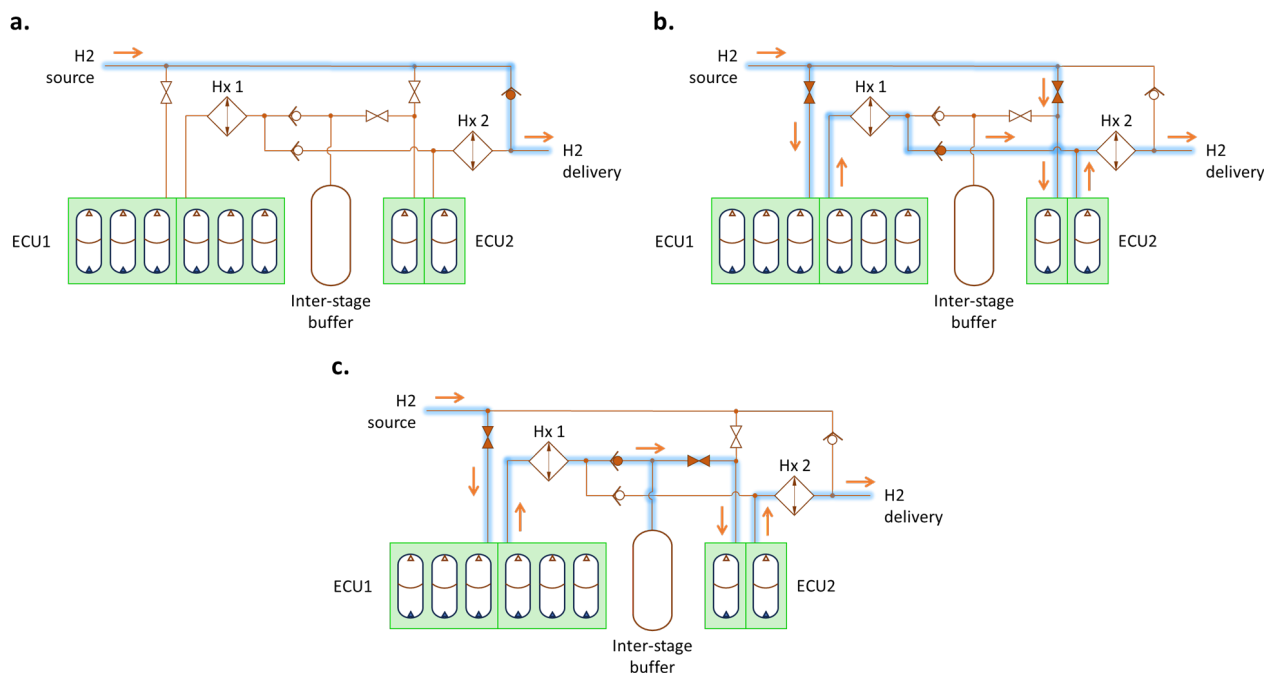 a.
H2
source
Hx 1
Hx 2
H2
delivery
ECU1
ECU2
Inter-stage
buffer
b.
H2
source
Hx 1
Hx 2
H2
delivery
ECU1
ECU2
Inter-stage
buffer
c.
H2
source
Hx 1
Hx 2
H2
delivery
ECU1
ECU2
Inter-stage
buffer